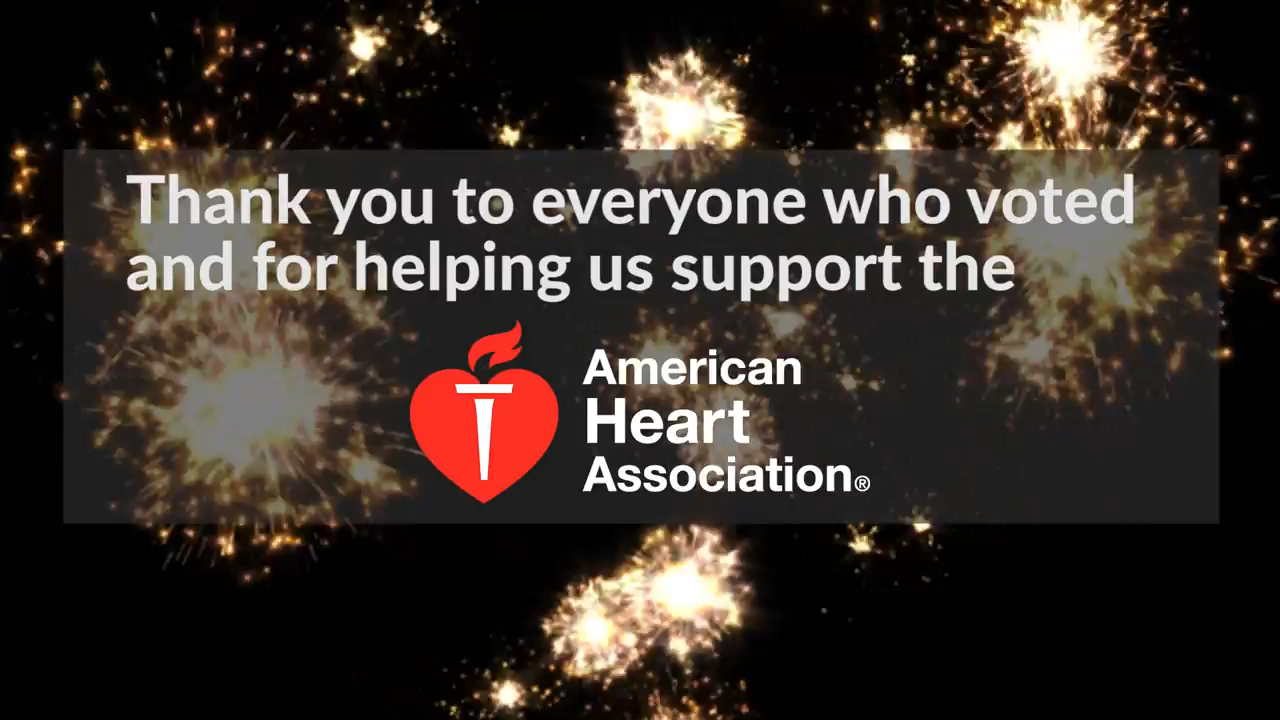 Thank you to everyone who voted
and for helping us support the
American
Heart
Association®